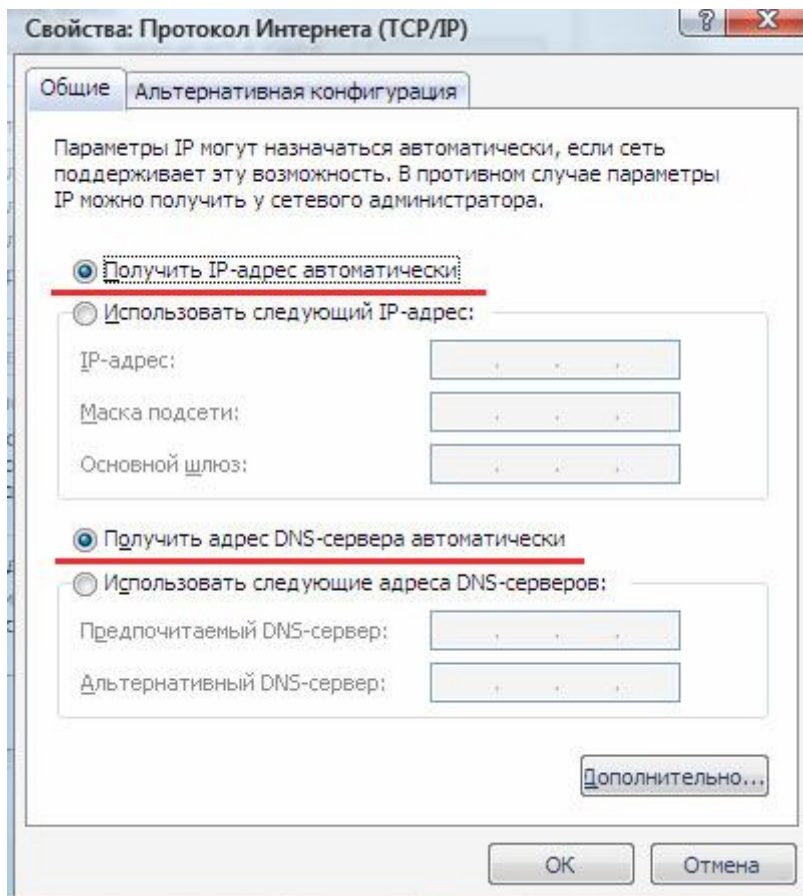 Свойства: Протокол Интернета (TCP/IP)
?
X
Общие
Альтернативная конфигурация
Параметры IP могут назначаться автоматически, если сеть
поддерживает эту возможность. В противном случае параметры
IP можно получить у сетевого администратора.
Получить IP-адрес автоматически
Использовать следующий IP-адрес:
IP-адрес:
Маска подсети:
Основной шлюз:
Получить адрес DNS-сервера автоматически
Использовать следующие адреса DNS-серверов:
Предпочитаемый DNS-сервер:
Альтернативный DNS-сервер:
Дополнительно...
ОК
Отмена